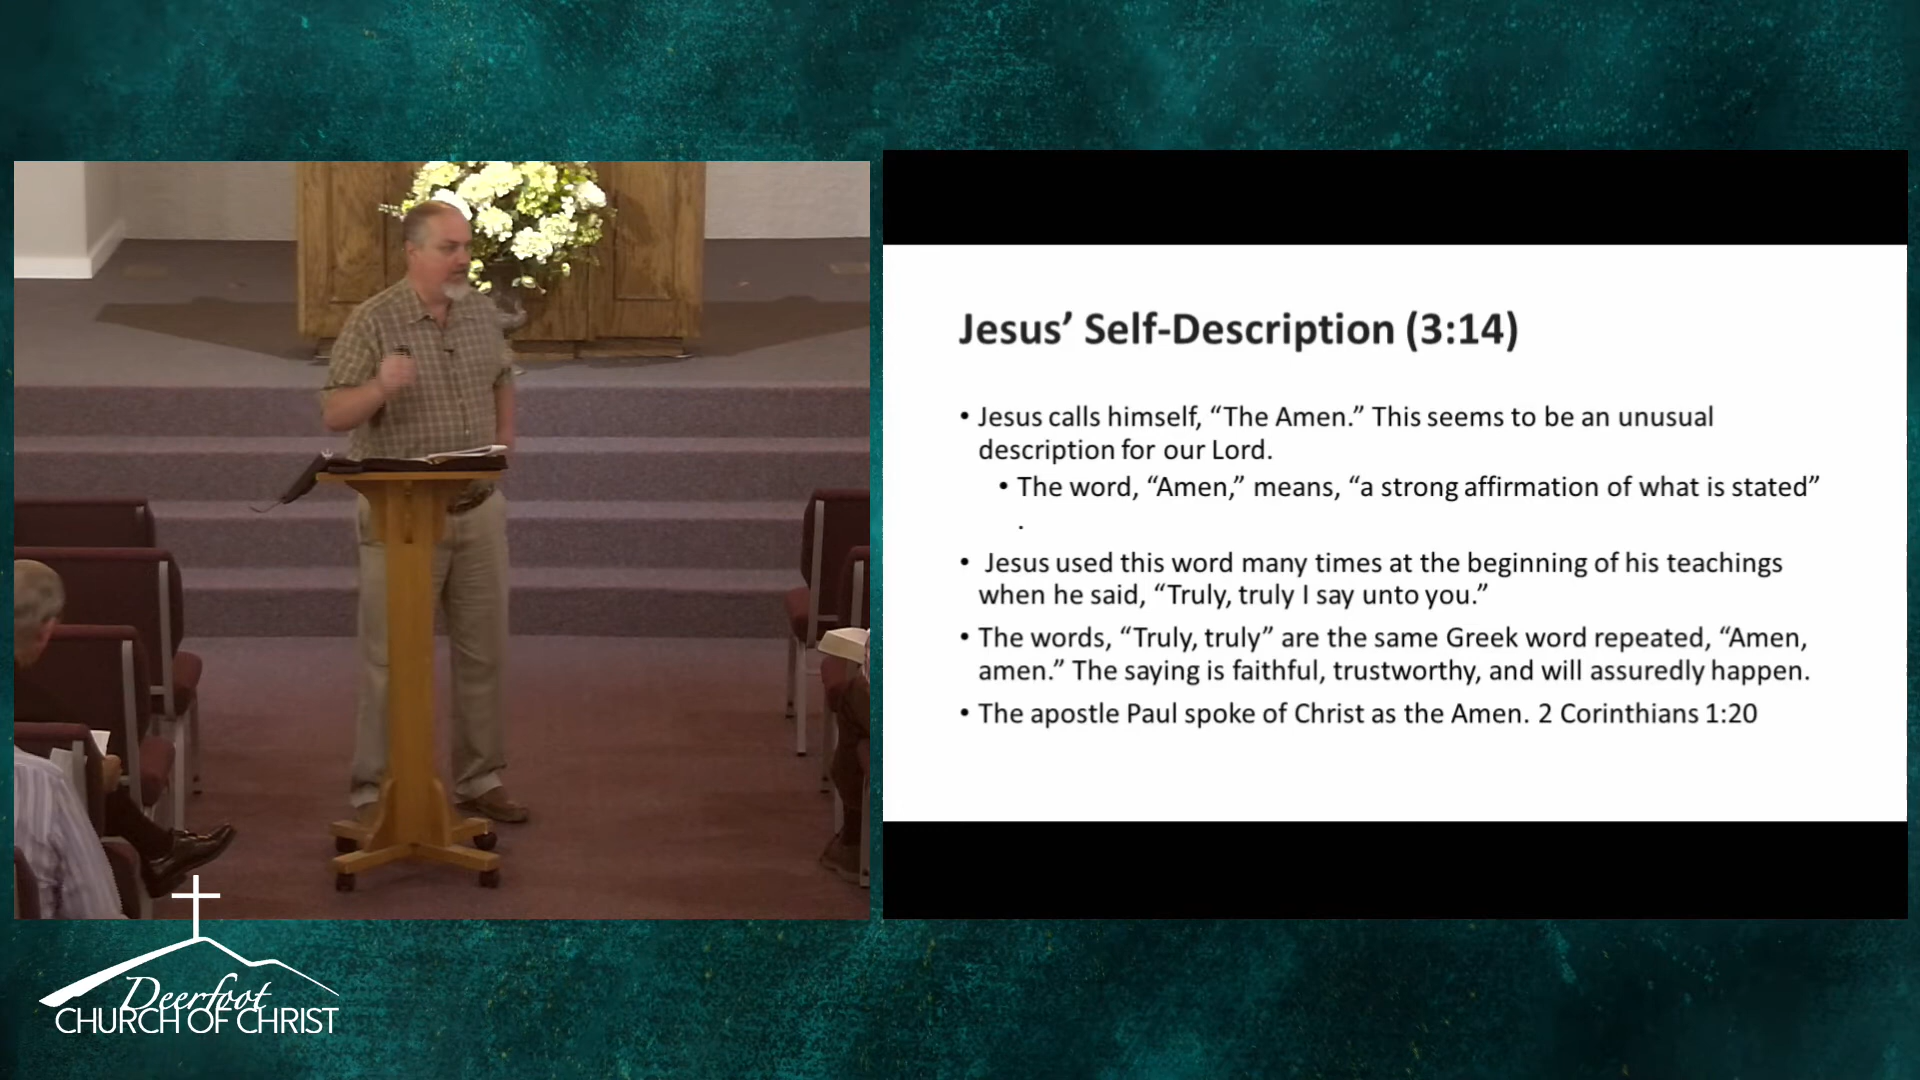 Jesus’ Self-Description (3:14)
• Jesus calls himself, “The Amen.” This seems to be an unusual
description for our Lord.
• The word, “Amen,” means, “a strong affirmation of what is stated”
.
• Jesus used this word many times at the beginning of his teachings
when he said, “Truly, truly I say unto you.”
• The words, “Truly, truly” are the same Greek word repeated, “Amen,
amen.” The saying is faithful, trustworthy, and will assuredly happen.
• The apostle Paul spoke of Christ as the Amen. 2 Corinthians 1:20
Deerfoot
CHURCH OF CHRIST